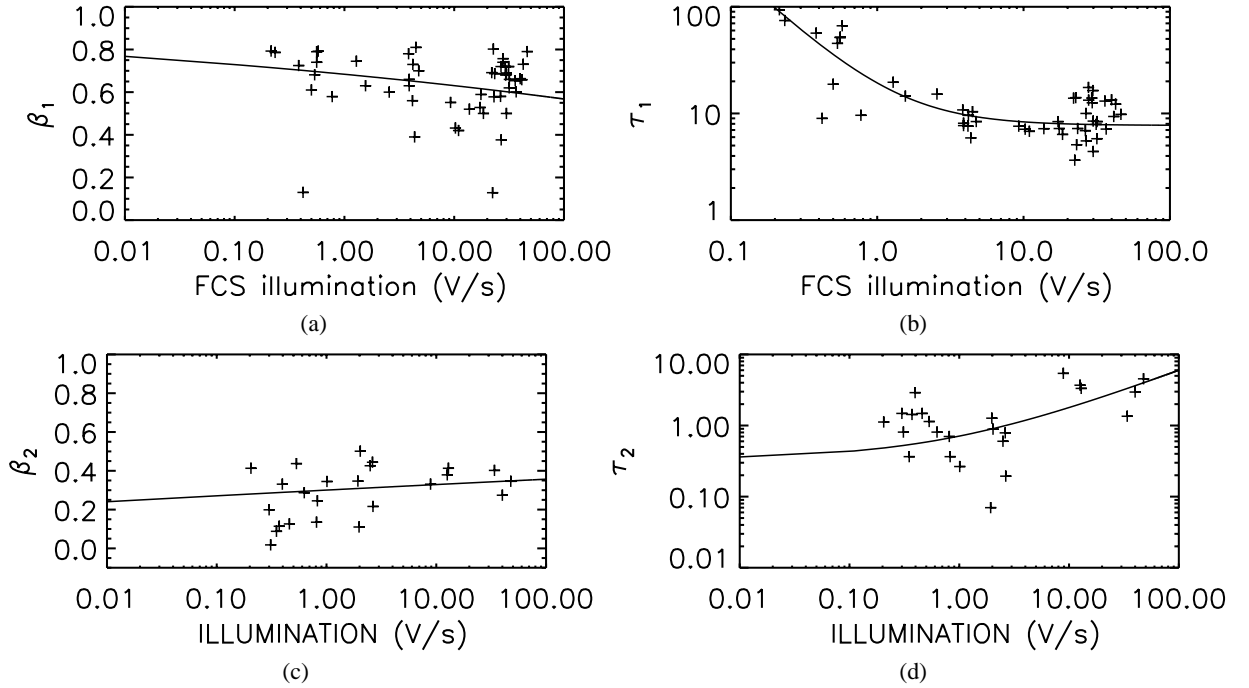 1.0
0.8
0.6
0.4
0.2
0.0
β1
0.01 0.10 1.00 10.00 100.00
FCS illumination (V/s)
(a)
100
10
1
τ1
0.1 1.0 10.0 100.0
FCS illumination (V/s)
(b)
1.0
0.8
0.6
0.4
0.2
0.0
β2
0.01 0.10 1.00 10.00 100.00
ILLUMINATION (V/s)
(c)
10.00
1.00
0.10
0.01
τ2
0.01 0.10 1.00 10.00 100.00
ILLUMINATION (V/s)
(d)